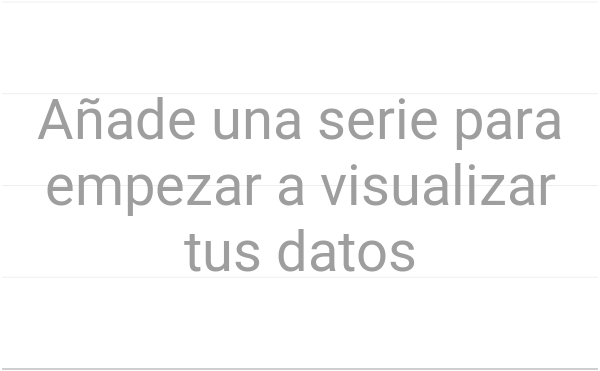 Añade una serie para
empezar a visualizar
tus datos